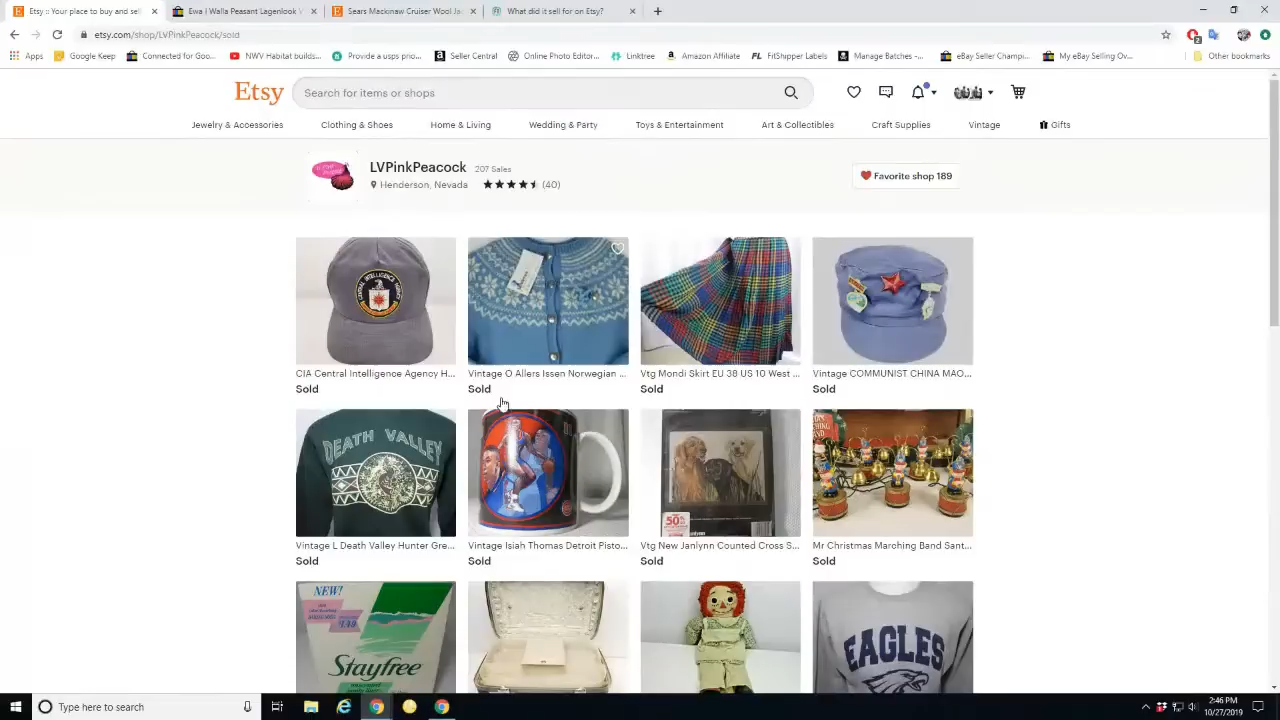 Etsy :: Your place to buy and sel
Ewa I Walla Peasant Lagenlook V
Sears Mackinaw Cruiser Wool Ja
What did it sell for on Etsy?
etsy.com/shop/LVPinkPeacock/sold
Apps
Google Keep
Connected for Goo...
NWV Habitat builds...
Provide a usps prio...
Seller Central
Online Photo Editor...
Linktree
Amazon Affiliate
FitShipper Labels
Manage Batches -...
eBay Seller Champi...
My eBay Selling Ov...
Other bookmarks
Etsy
Search for items or shops
Jewelry & Accessories
Clothing & Shoes
Home & Living
Wedding & Party
Toys & Entertainment
Art & Collectibles
Craft Supplies
Vintage
Gifts
LVPinkPeacock 207 Sales
Henderson, Nevada (40)
Favorite shop 189
CIA Central Intelligence Agency H...
Sold
Vintage O Allers Issen Norwegian ...
Sold
Vtg Mondi Skirt EU 38 US 10 West ...
Sold
Vintage COMMUNIST CHINA MAO...
Sold
DEATH VALLEY
Vintage L Death Valley Hunter Gre...
Sold
Vintage Isiah Thomas Detroit Pisto...
Sold
50%
Vtg New Janlynn Counted Cross S...
Sold
Mr Christmas Marching Band Sant...
Sold
NEW!
Stayfree
EAGLES
Type here to search
2:46 PM
10/27/2019